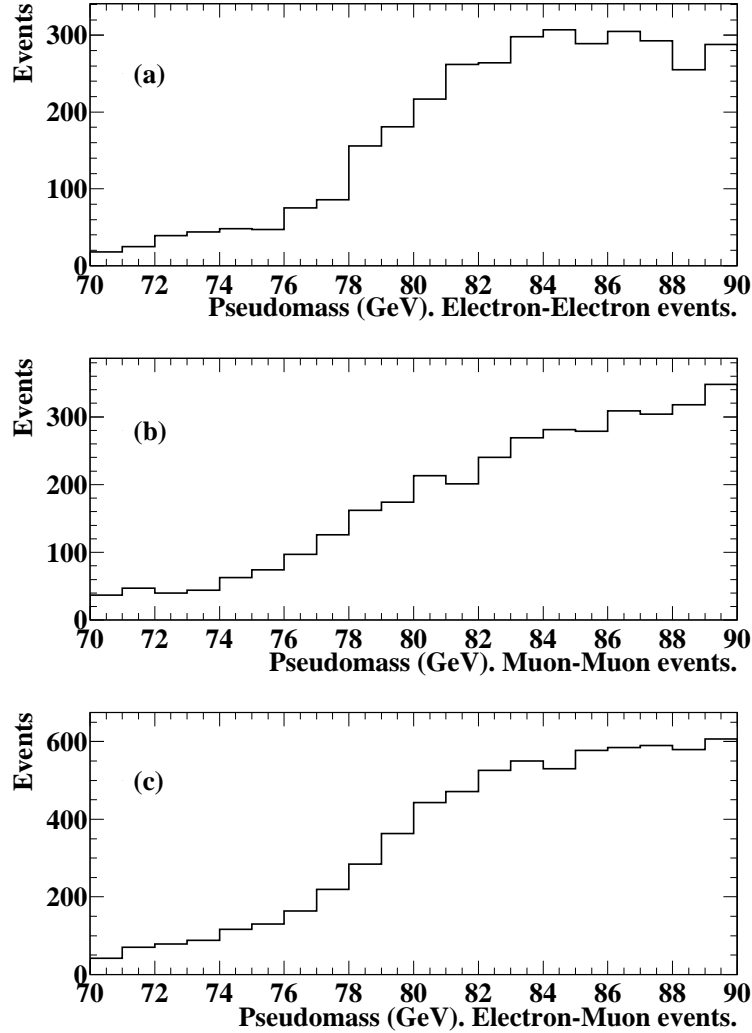 Events
300
200
100
0
(a)
70 72 74 76 78 80 82 84 86 88 90
Pseudomass (GeV). Electron-Electron events.
Events
300
200
100
0
(b)
70 72 74 76 78 80 82 84 86 88 90
Pseudomass (GeV). Muon-Muon events.
Events
600
400
200
0
(c)
70 72 74 76 78 80 82 84 86 88 90
Pseudomass (GeV). Electron-Muon events.